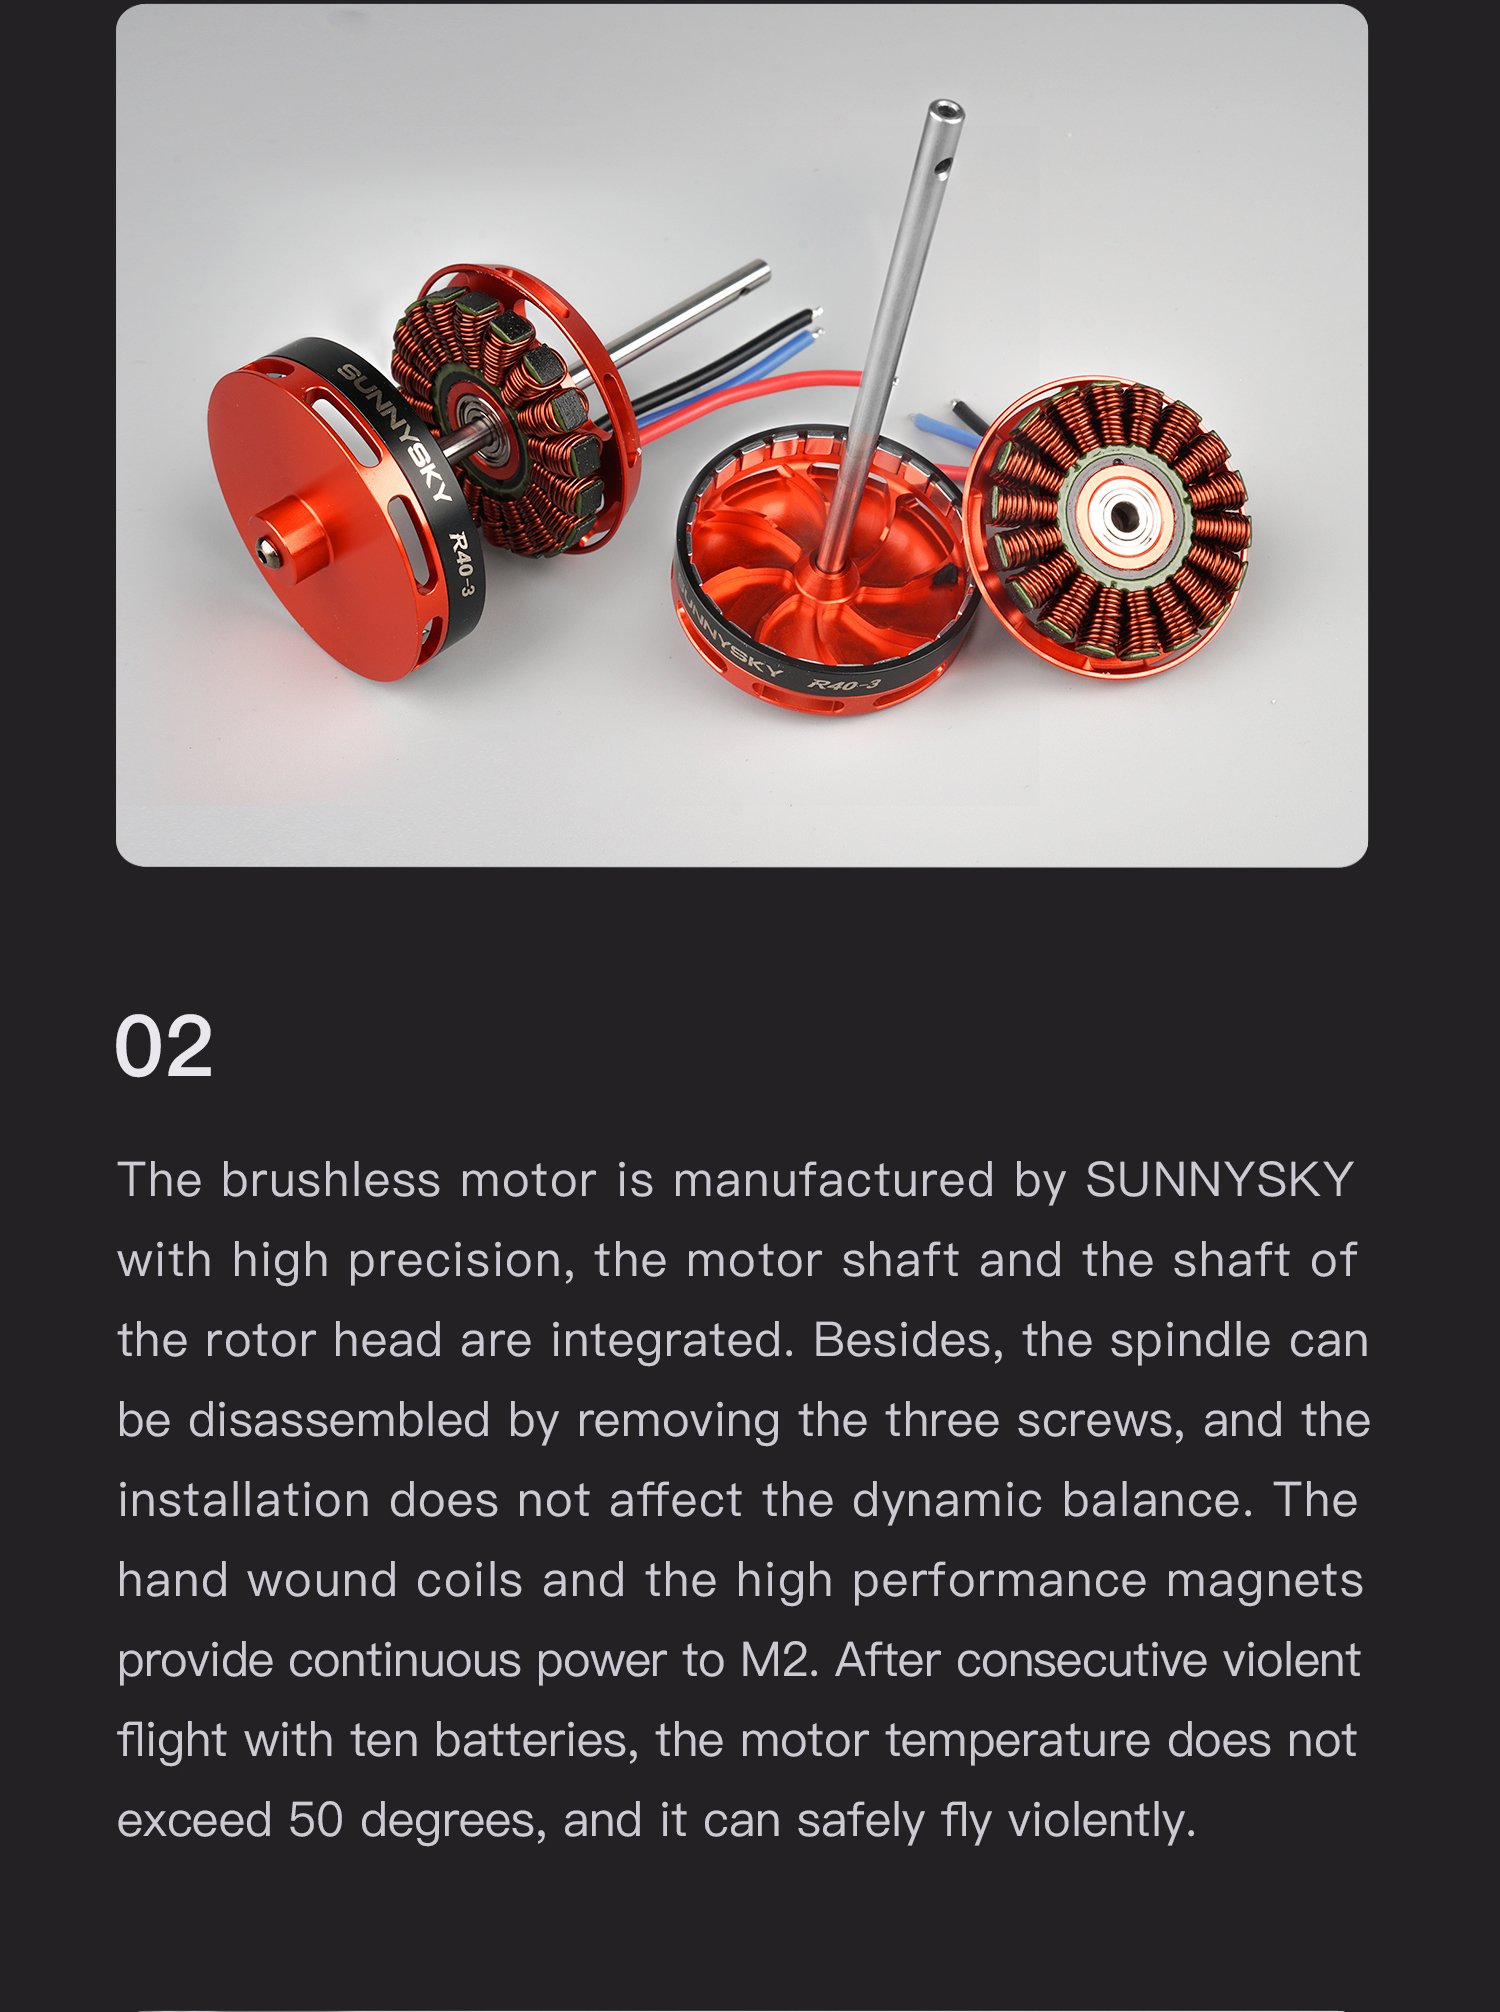 SUNNYSKY R40-3
SUNNYSKY R40-3
02
The brushless motor is manufactured by SUNNYSKY
with high precision, the motor shaft and the shaft of
the rotor head are integrated. Besides, the spindle can
be disassembled by removing the three screws, and the
installation does not affect the dynamic balance. The
hand wound coils and the high performance magnets
provide continuous power to M2. After consecutive violent
flight with ten batteries, the motor temperature does not
exceed 50 degrees, and it can safely fly violently.